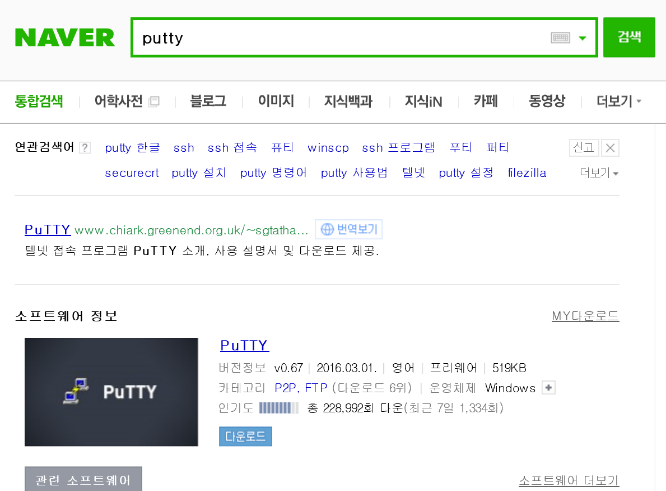 NAVER putty 검색
통합검색 어학사전 블로그 이미지 지식백과 지식iN 카페 동영상 더보기
연관검색어 ? putty 한글 ssh ssh 접속 퓨티 winscp ssh 프로그램 푸티 퍼티 신고
securecrt putty 설치 putty 명령어 putty 사용법 텔넷 putty 설정 filezilla 더보기
PuTTY www.chiark.greenend.org.uk/~sgtatha... 번역보기
텔넷 접속 프로그램 PuTTY 소개, 사용 설명서 및 다운로드 제공.
소프트웨어 정보 MY다운로드
PuTTY
버전정보 v0.67 2016.03.01. 영어 프리웨어 519KB
PuTTY
카테고리 P2P, FTP (다운로드 6위) 운영체제 Windows
인기도 총 228,992회 다운(최근 7일 1,334회)
다운로드
관련 소프트웨어 소프트웨어 더보기